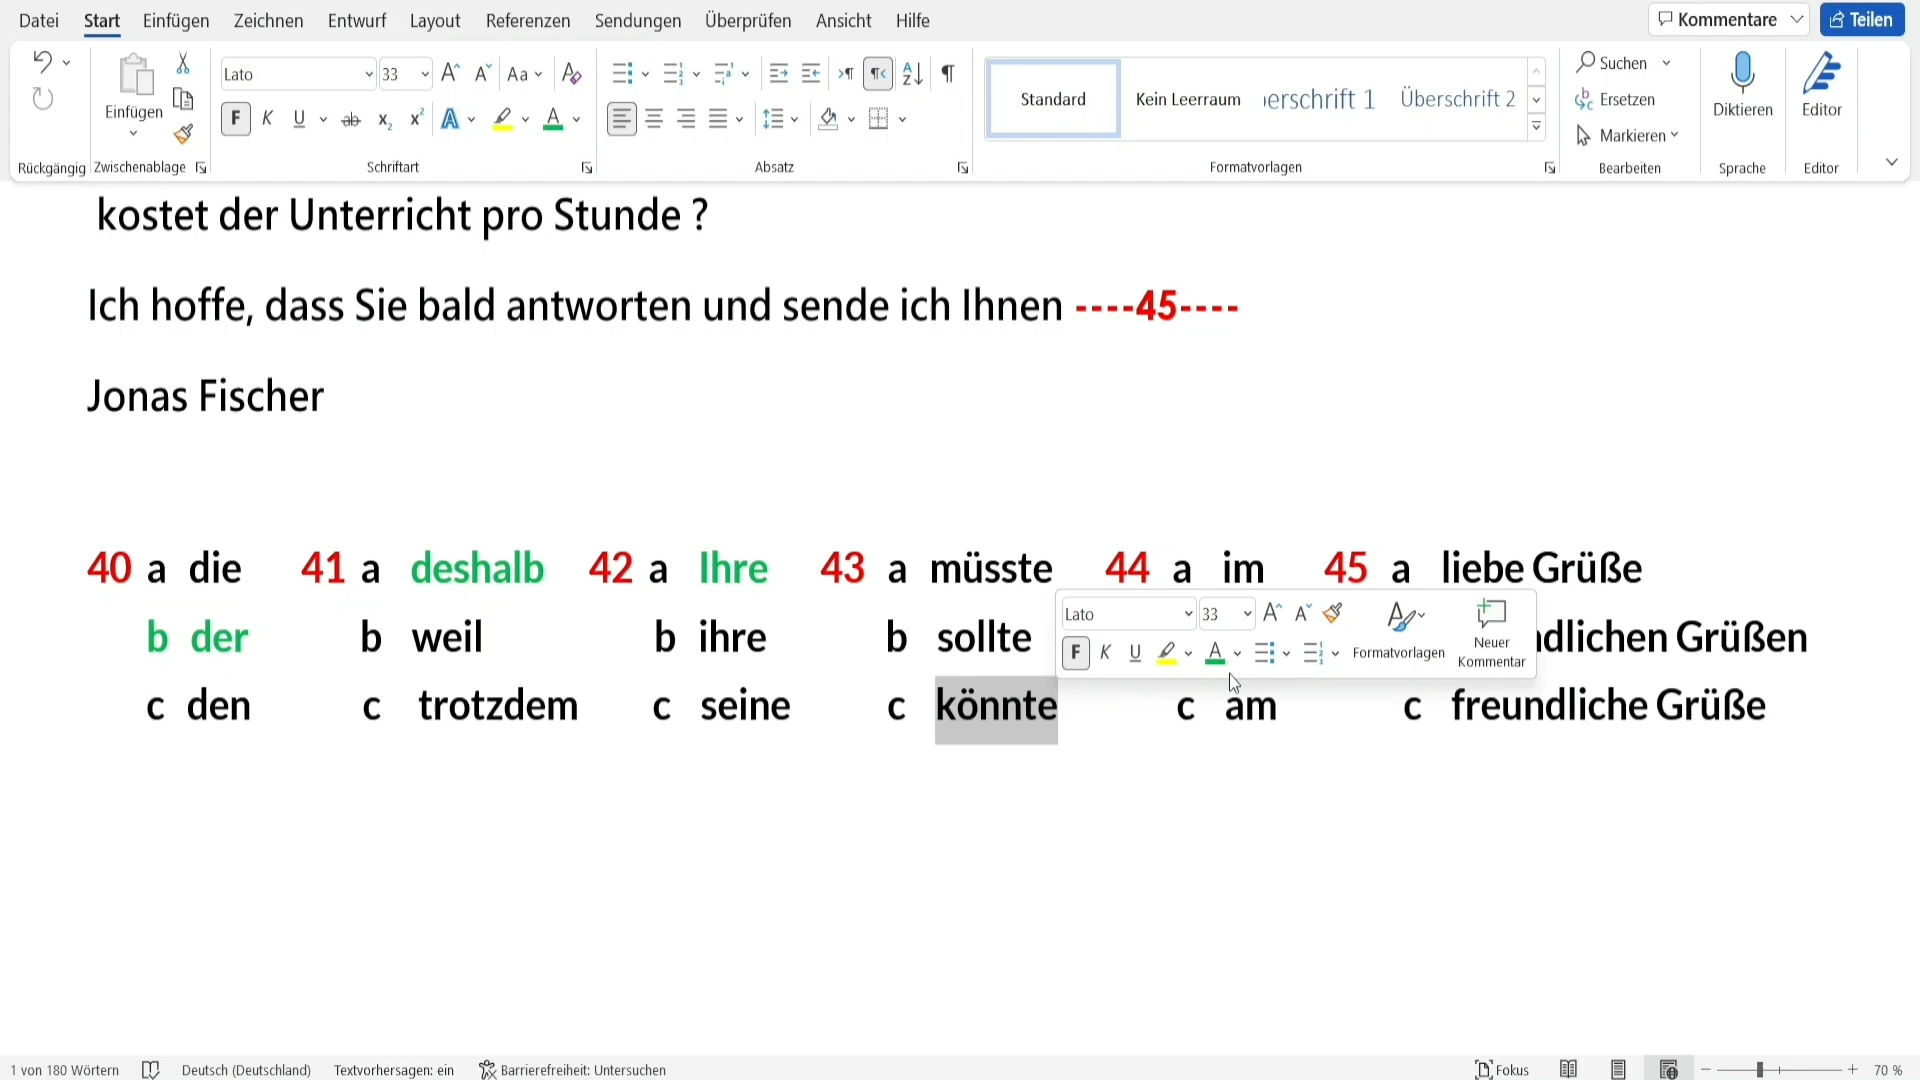 Datei Start Einfügen Zeichnen Entwurf Layout Referenzen Sendungen Überprüfen Ansicht Hilfe Kommentare Teilen
Lato 33 Aa
Einfügen
F K U ab x₂ x²
Standard Kein Leerraum erschrift 1 Überschrift 2
Suchen
Ersetzen
Markieren
Diktieren Editor
Rückgängig Zwischenablage Schriftart Absatz Formatvorlagen Bearbeiten Sprache Editor
kostet der Unterricht pro Stunde ?
Ich hoffe, dass Sie bald antworten und sende ich Ihnen ----45----
Jonas Fischer
40 a die 41 a deshalb 42 a Ihre 43 a müsste 44 a im 45 a liebe Grüße
b der b weil b ihre b sollte dlichen Grüßen
c den c trotzdem c seine c könnte c am c freundliche Grüße
Lato 33
F K U A Formatvorlagen Neuer Kommentar
1 von 180 Wörtern Deutsch (Deutschland) Textvorhersagen: ein Barrierefreiheit: Untersuchen Fokus 70 %